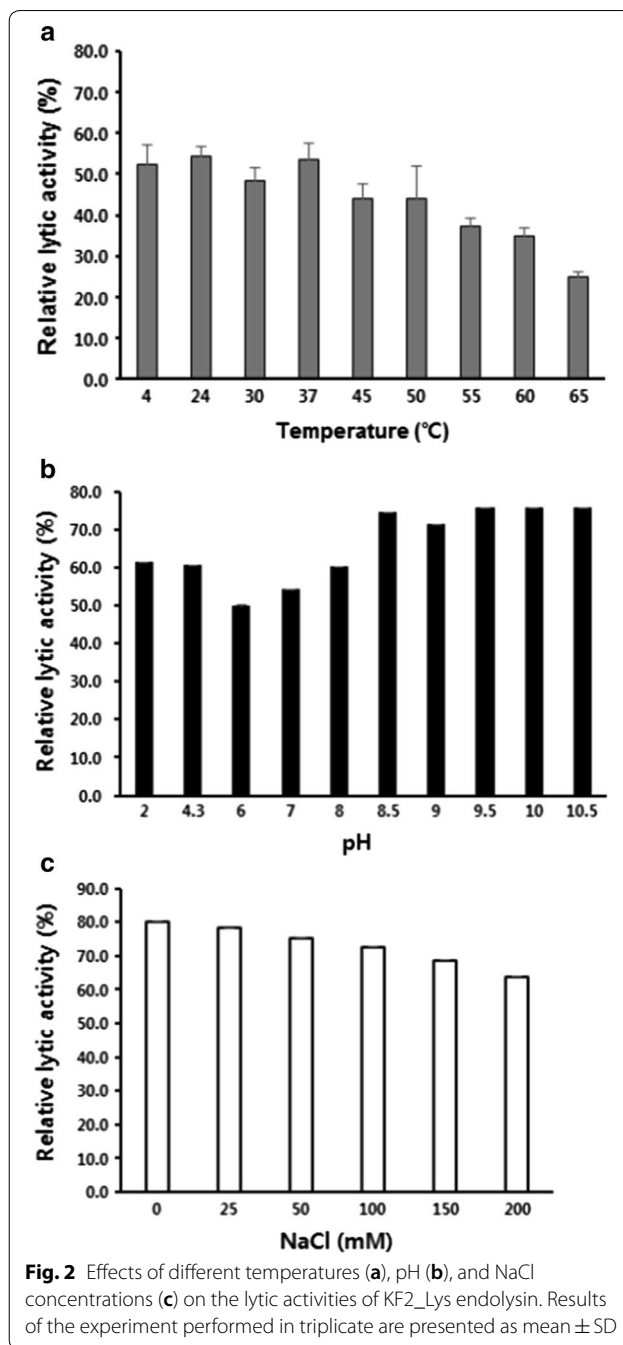 a
Relative lytic activity (%)
80.0
70.0
60.0
50.0
40.0
30.0
20.0
10.0
0.0
4 24 30 37 45 50 55 60 65
Temperature (°C)
b
Relative lytic activity (%)
80.0
70.0
60.0
50.0
40.0
30.0
20.0
10.0
0.0
2 4.3 6 7 8 8.5 9 9.5 10 10.5
pH
c
Relative lytic activity (%)
90.0
80.0
70.0
60.0
50.0
40.0
30.0
20.0
10.0
0.0
0 25 50 100 150 200
NaCl (mM)
Fig. 2 Effects of different temperatures (a), pH (b), and NaCl
concentrations (c) on the lytic activities of KF2_Lys endolysin. Results
of the experiment performed in triplicate are presented as mean ± SD